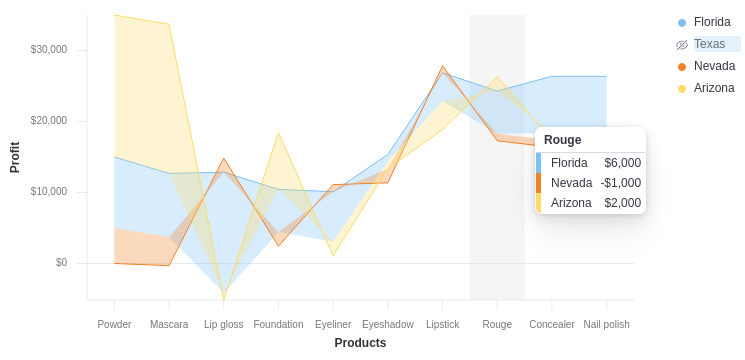 Profit
$30,000
$20,000
$10,000
$0
Powder
Mascara
Lip gloss
Foundation
Eyeliner
Eyeshadow
Lipstick
Rouge
Concealer
Nail polish
Products
Florida
Texas
Nevada
Arizona
Rouge
Florida $6,000
Nevada -$1,000
Arizona $2,000